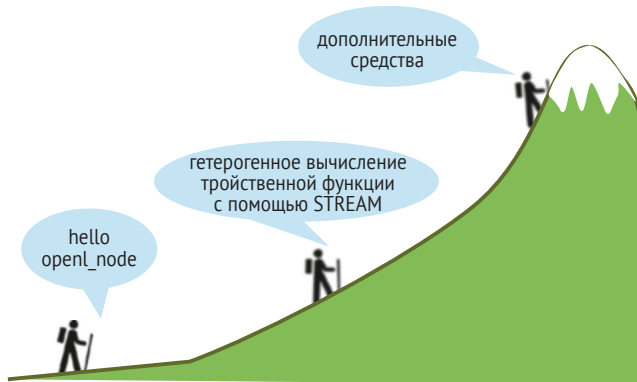 дополнительные
средства
гетерогенное вычисление
тройственной функции
с помощью STREAM
hello
openl_node